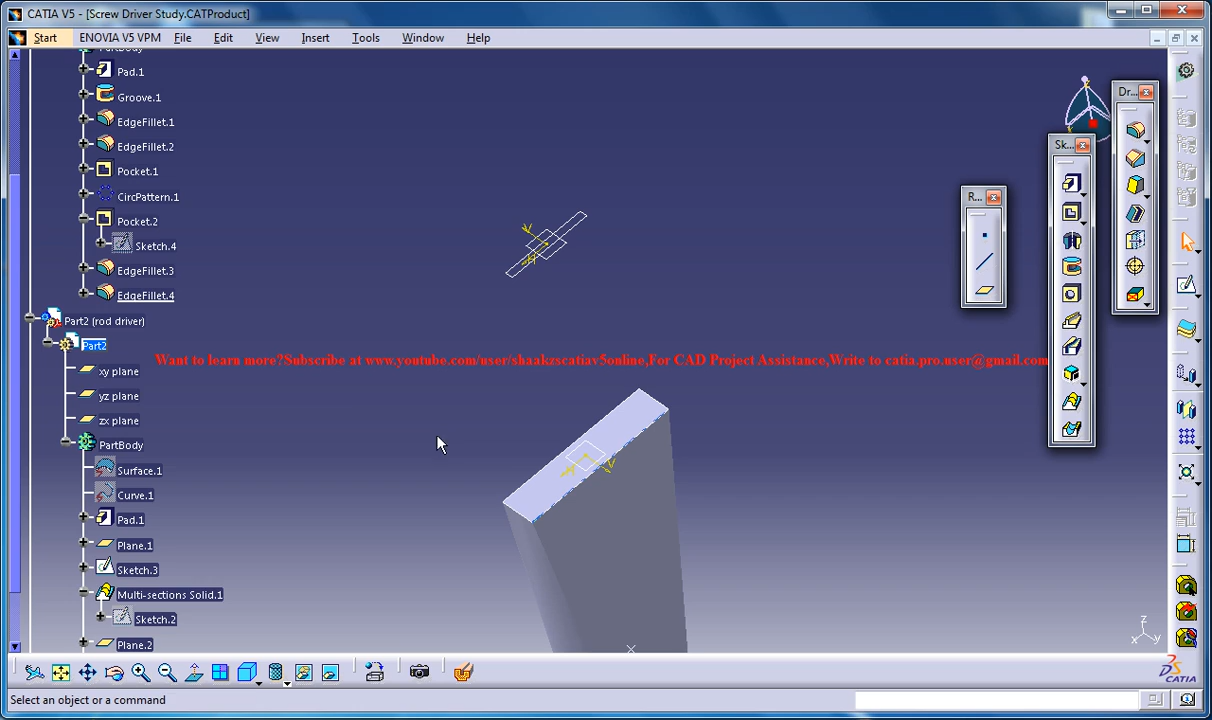 CATIA V5 - [Screw Driver Study.CATProduct]
Start ENOVIA V5 VPM File Edit View Insert Tools Window Help
PartBody
Pad.1
Groove.1
EdgeFillet.1
EdgeFillet.2
Pocket.1
CircPattern.1
Pocket.2
Sketch.4
EdgeFillet.3
EdgeFillet.4
Part2 (rod driver)
Part2
xy plane
yz plane
zx plane
PartBody
Surface.1
Curve.1
Pad.1
Plane.1
Sketch.3
Multi-sections Solid.1
Sketch.2
Plane.2
Want to learn more?Subscribe at www.youtube.com/user/shaakzscatiav5online,For CAD Project Assistance,Write to catia.pro.user@gmail.com
V
H
H
V
R...
Sk...
Dr...
z
x
y
CATIA
Select an object or a command